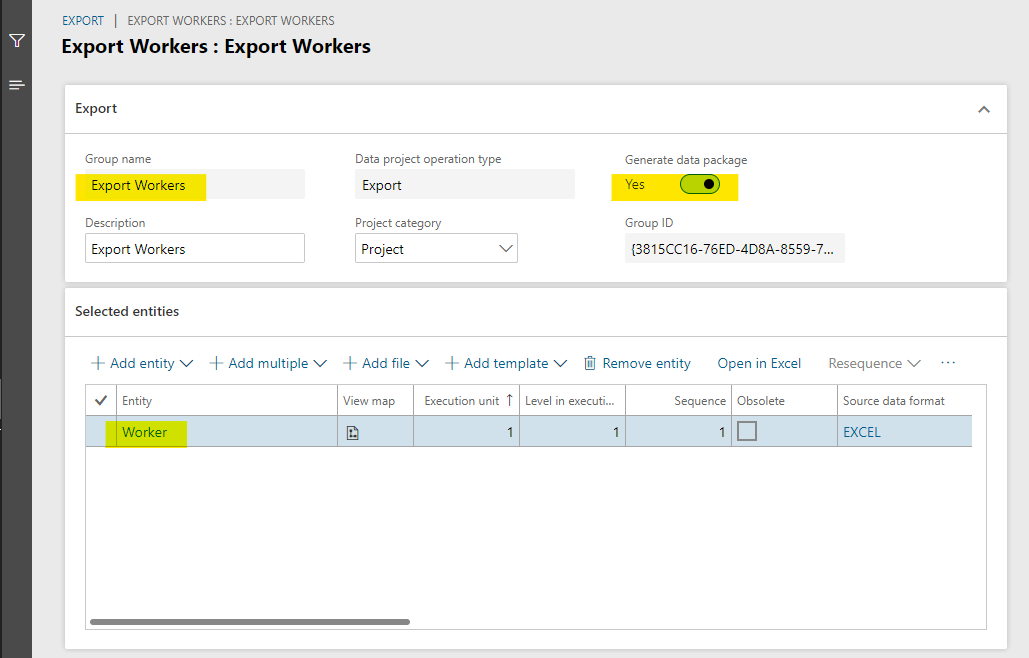 EXPORT | EXPORT WORKERS : EXPORT WORKERS
Export Workers : Export Workers
Export
Group name Data project operation type Generate data package
Export Workers Export Yes
Description Project category Group ID
Export Workers Project {3815CC16-76ED-4D8A-8559-7...
Selected entities
Add entity Add multiple Add file Add template Remove entity Open in Excel Resequence ...
Entity View map Execution unit Level in executi... Sequence Obsolete Source data format
Worker 1 1 1 EXCEL